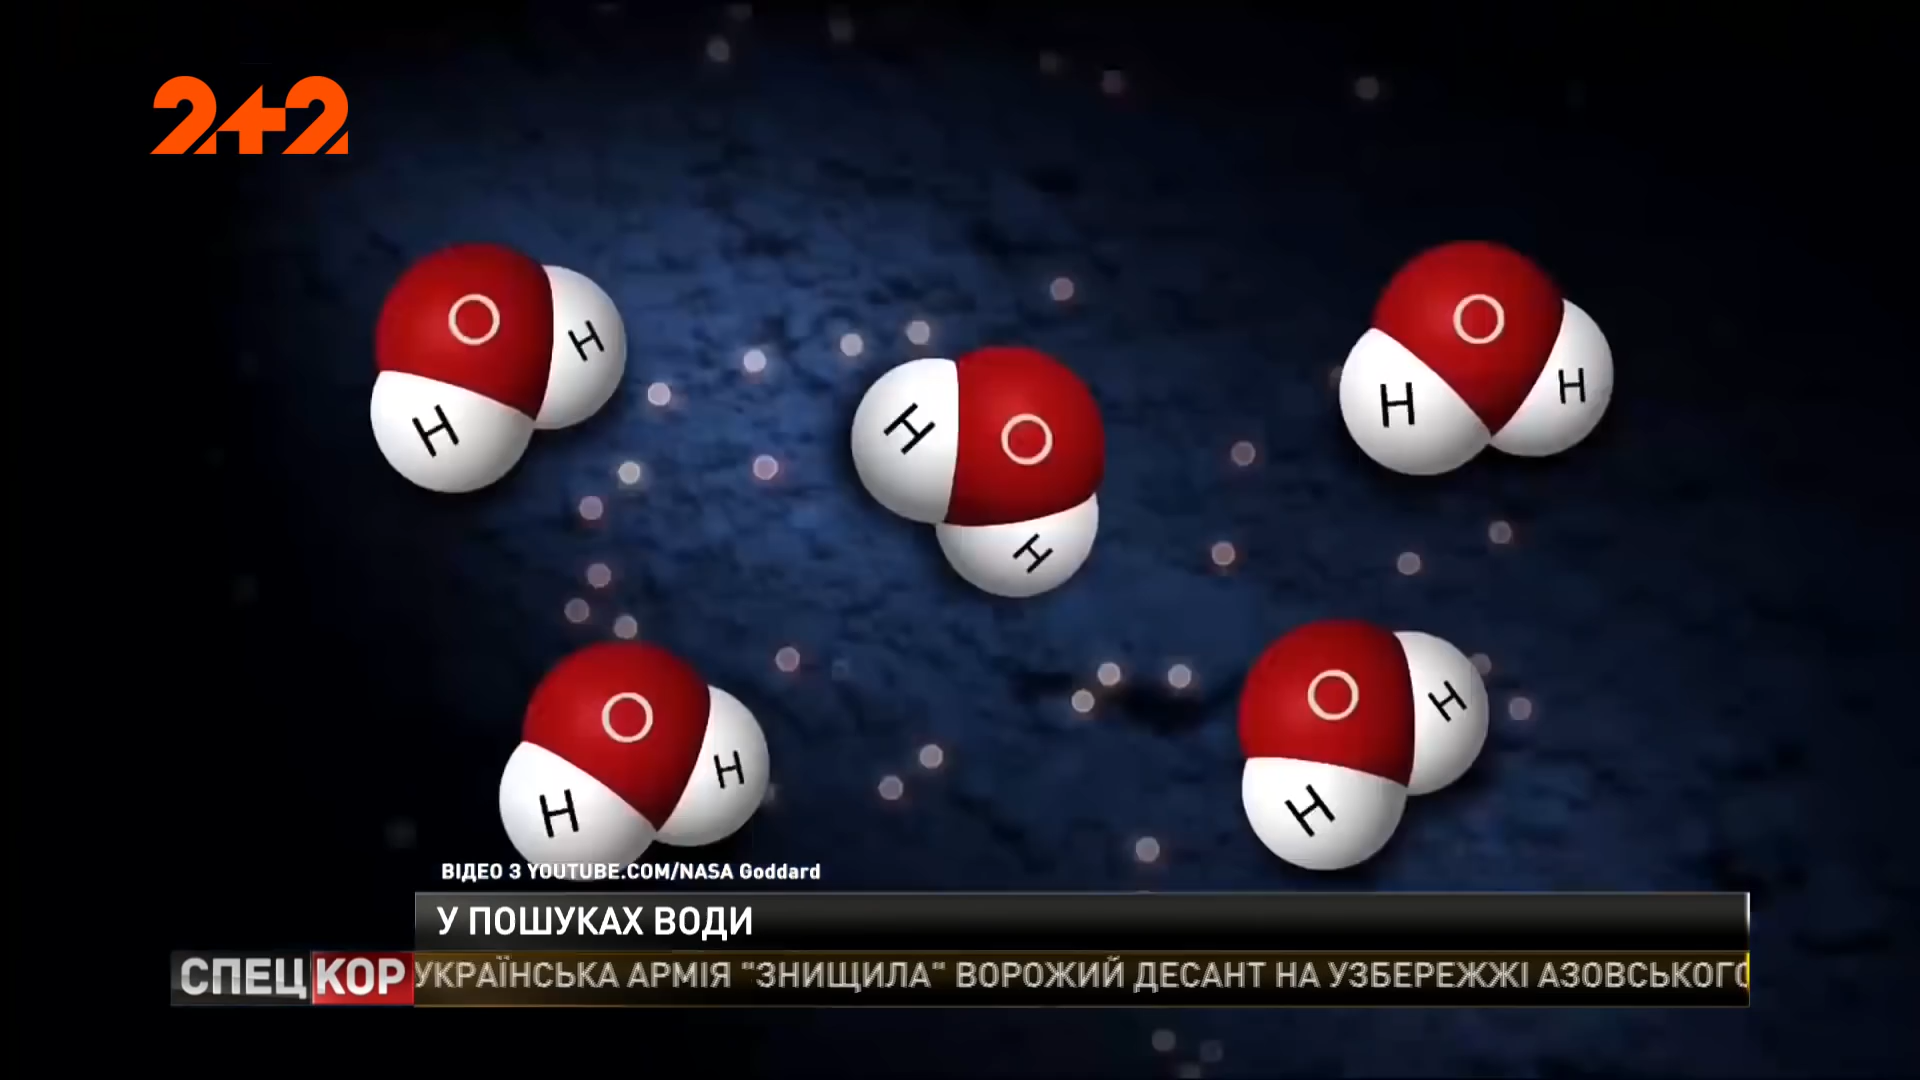 2+2
O
H
H
O
H
H
O
H
H
O
H
H
O
H
H
ВІДЕО З YOUTUBE.COM/NASA Goddard
У ПОШУКАХ ВОДИ
СПЕЦКОР УКРАЇНСЬКА АРМІЯ "ЗНИЩИЛА" ВОРОЖИЙ ДЕСАНТ НА УЗБЕРЕЖЖІ АЗОВСЬКОГО